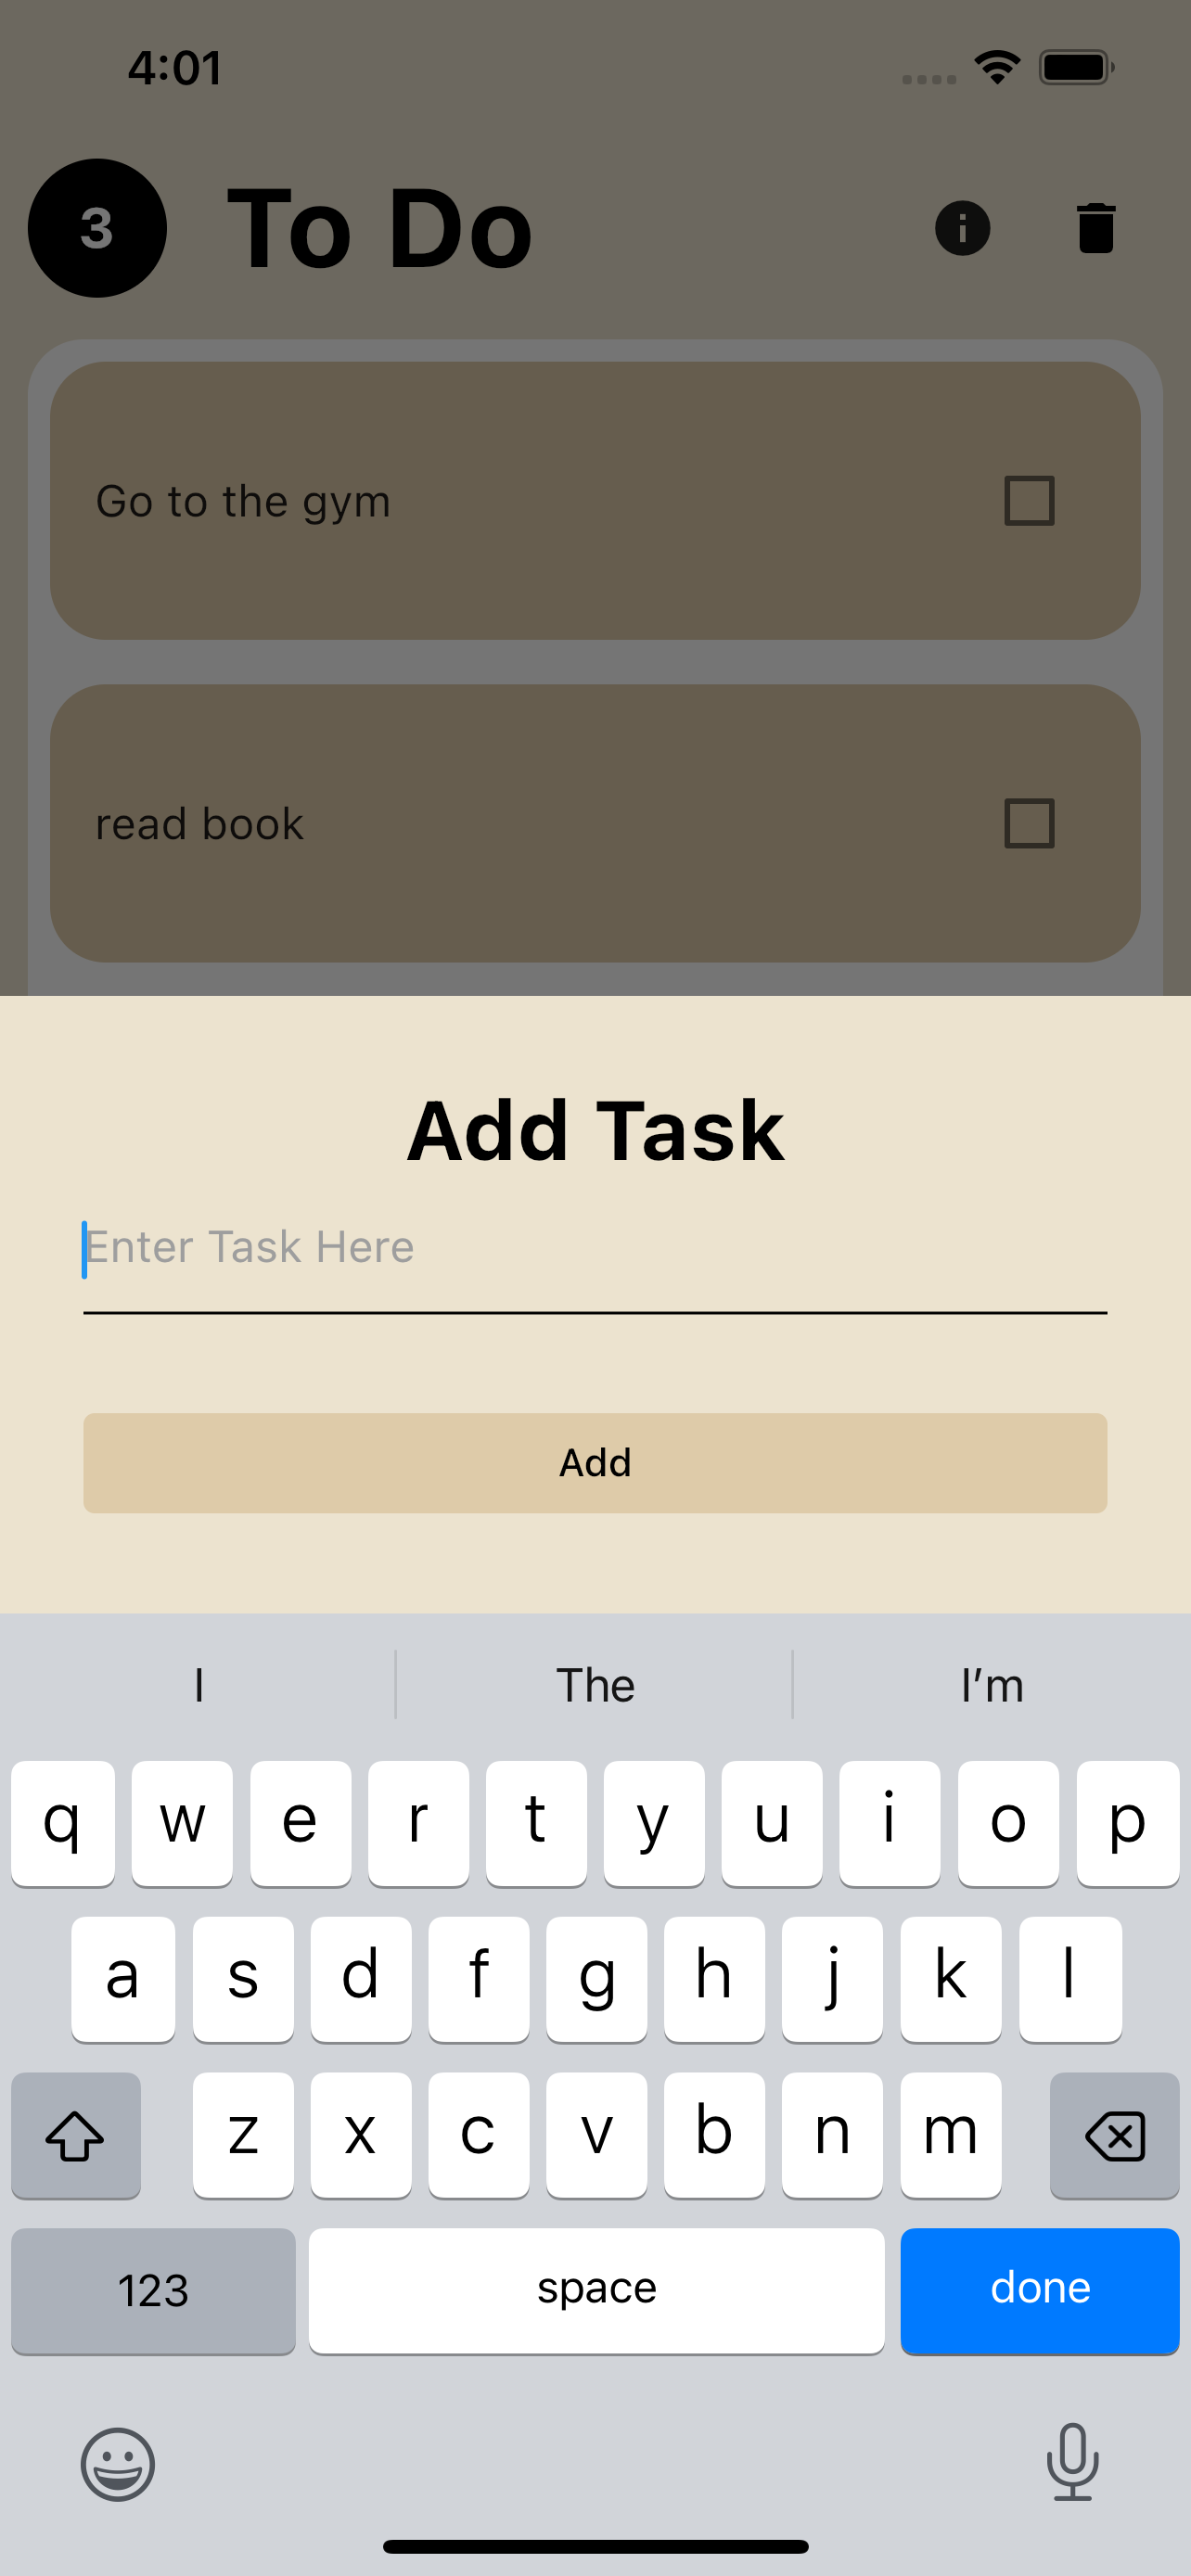 4:01
3 To Do
Go to the gym
read book
Add Task
Enter Task Here
Add
I The I’m
q w e r t y u i o p
a s d f g h j k l
z x c v b n m
123 space done